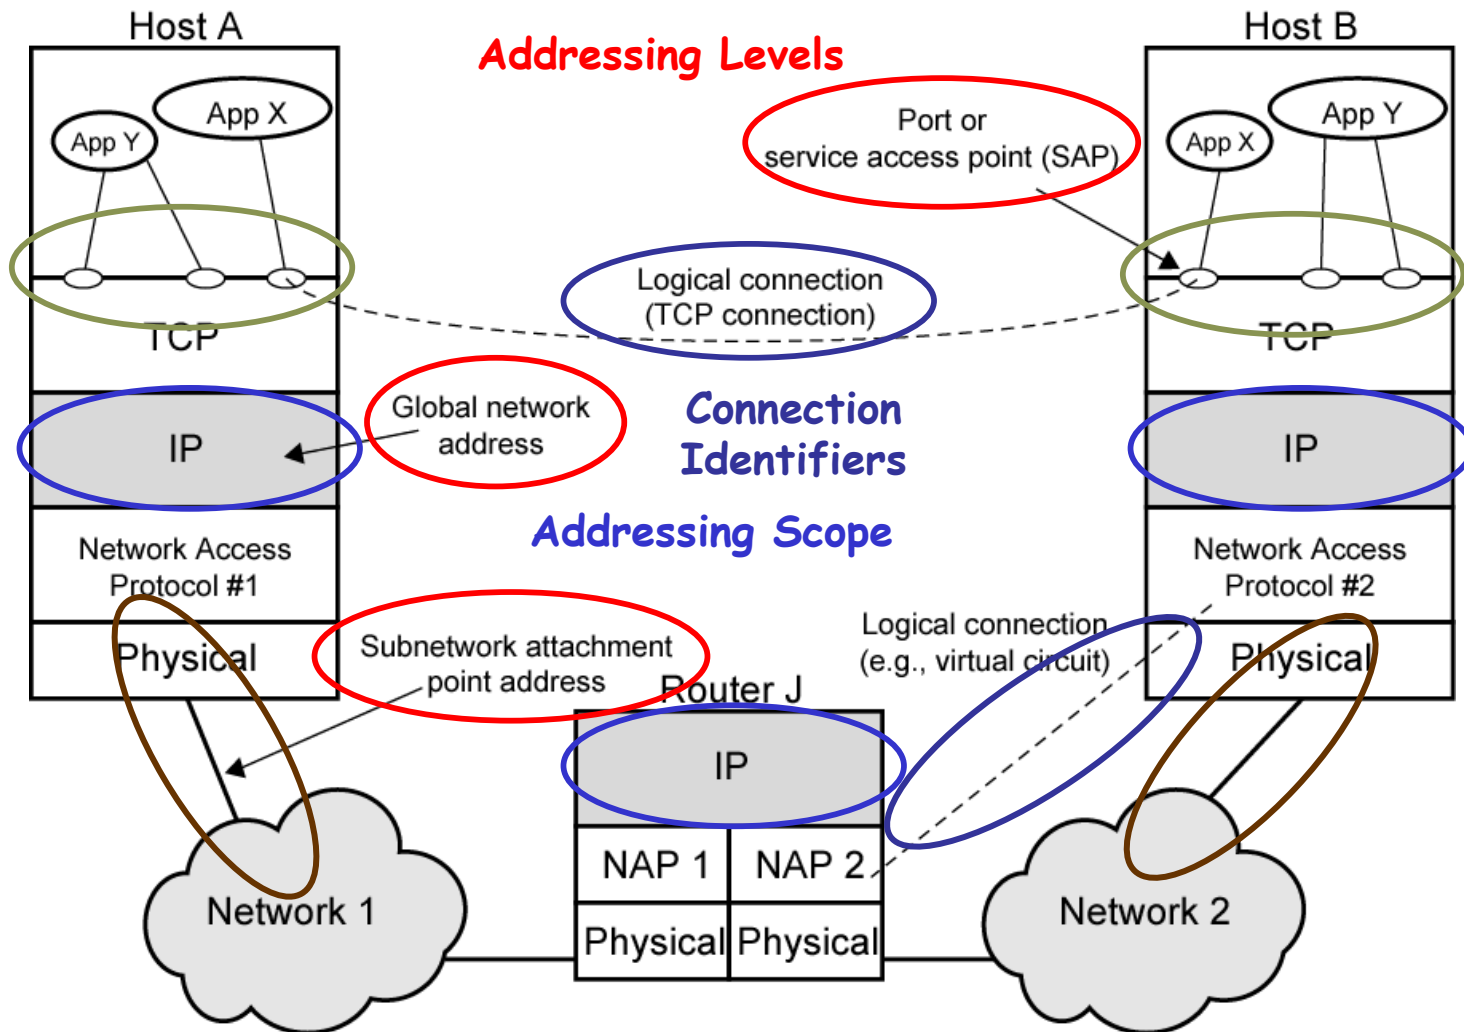 Host A
Host B
Addressing Levels
App X
App Y
Port or
service access point (SAP)
App X
App Y
Logical connection
(TCP connection)
TCP
TCP
Global network
address
Connection
Identifiers
IP
IP
Addressing Scope
Network Access
Protocol #1
Network Access
Protocol #2
Physical
Subnetwork attachment
point address
Logical connection
(e.g., virtual circuit)
Physical
Router J
IP
NAP 1
NAP 2
Network 1
Physical
Physical
Network 2